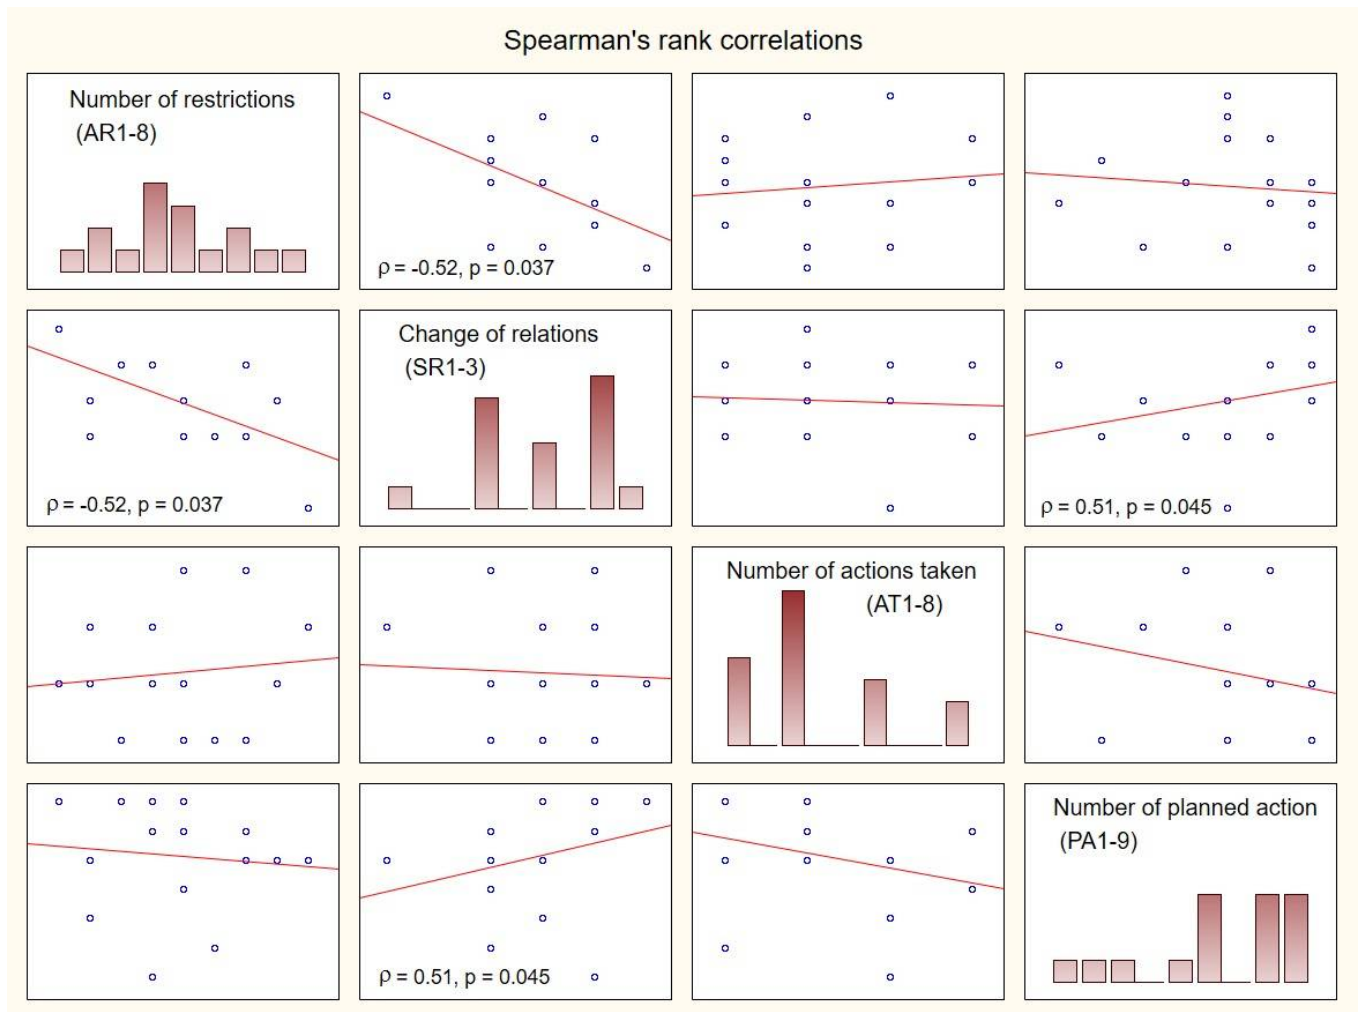 Spearman's rank correlations
Number of restrictions
(AR1-8)
ρ = -0.52, p = 0.037
Change of relations
(SR1-3)
ρ = -0.52, p = 0.037
ρ = 0.51, p = 0.045
Number of actions taken
(AT1-8)
Number of planned action
(PA1-9)
ρ = 0.51, p = 0.045